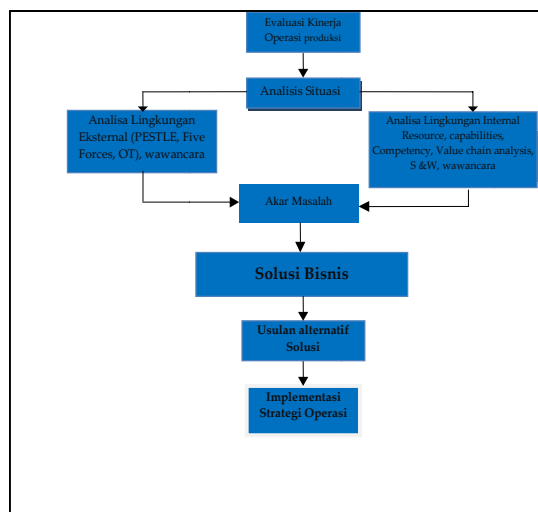 Evaluasi Kinerja
Operasi produksi
Analisis Situasi
Analisa Lingkungan
Eksternal (PESTLE, Five
Forces, OT), wawancara
Analisa Lingkungan Internal
Resource, capabilities,
Competency, Value chain analysis,
S &W, wawancara
Akar Masalah
Solusi Bisnis
Usulan alternatif
Solusi
Implementasi
Strategi Operasi